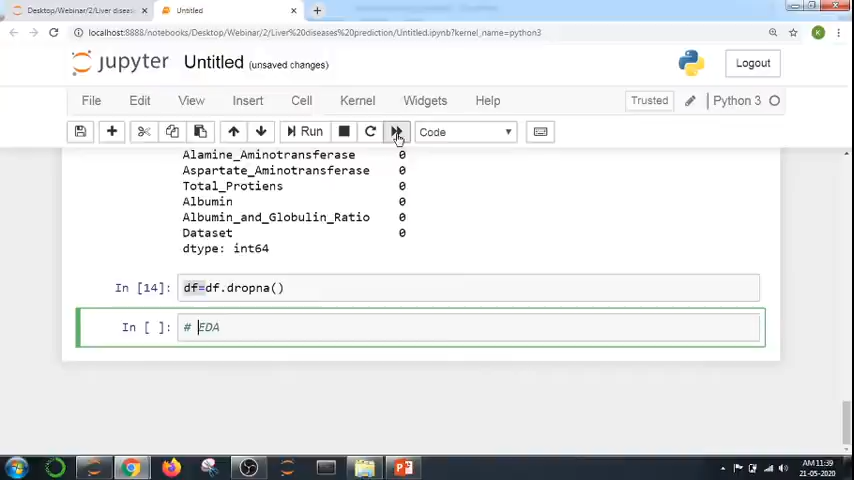 Desktop/Webinar/2/Liver diseas
Untitled
localhost:8888/notebooks/Desktop/Webinar/2/Liver%20diseases%20prediction/Untitled.ipynb?kernel_name=python3
jupyter Untitled (unsaved changes)
Logout
File Edit View Insert Cell Kernel Widgets Help
Trusted
Python 3
Run
Code
Alamine_Aminotransferase 0
Aspartate_Aminotransferase 0
Total_Protiens 0
Albumin 0
Albumin_and_Globulin_Ratio 0
Dataset 0
dtype: int64
In [14]: df=df.dropna()
In [ ]: # EDA
AM 11:39
21-05-2020